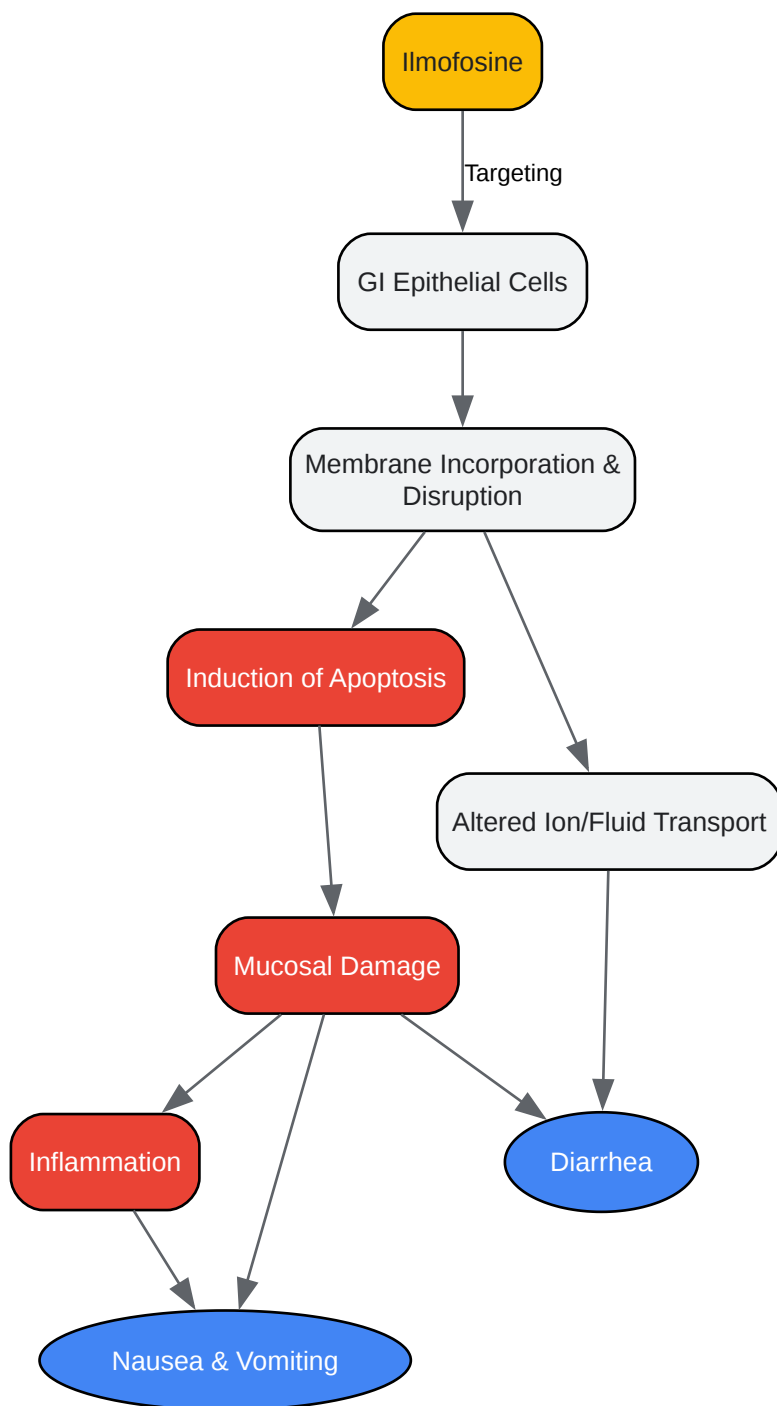 Ilmofosine
Targeting
GI Epithelial Cells
Membrane Incorporation &
Disruption
Induction of Apoptosis
Altered Ion/Fluid Transport
Mucosal Damage
Inflammation
Diarrhea
Nausea & Vomiting